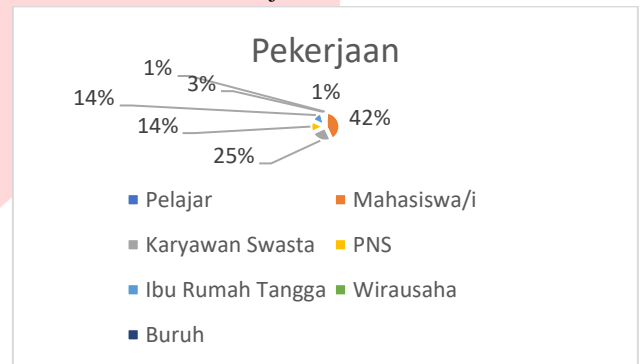 Pekerjaan
1%
3%
1%
14%
42%
14%
25%
Pelajar
Mahasiswa/i
Karyawan Swasta
PNS
Ibu Rumah Tangga
Wirausaha
Buruh